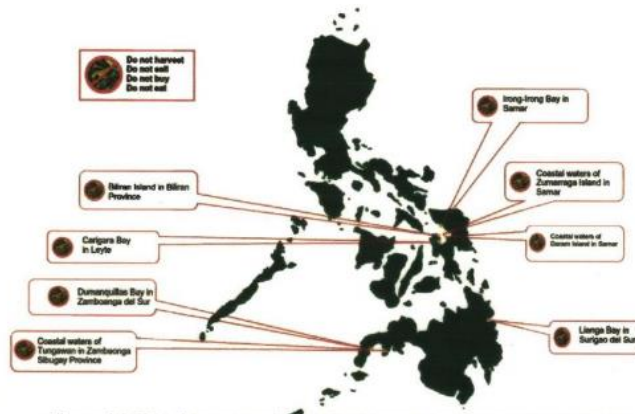 Do not harvest
Do not sell
Do not buy
Do not eat
Irong-Irong Bay in
Samar
Biliran Island in Biliran
Province
Coastal waters of
Zumarraga Island in
Samar
Carigara Bay
in Leyte
Coastal waters of
Daram Island in Samar
Dumanquillas Bay in
Zamboanga del Sur
Lianga Bay in
Surigao del Sur
Coastal waters of
Tungawan in Zamboanga
Sibugay Province